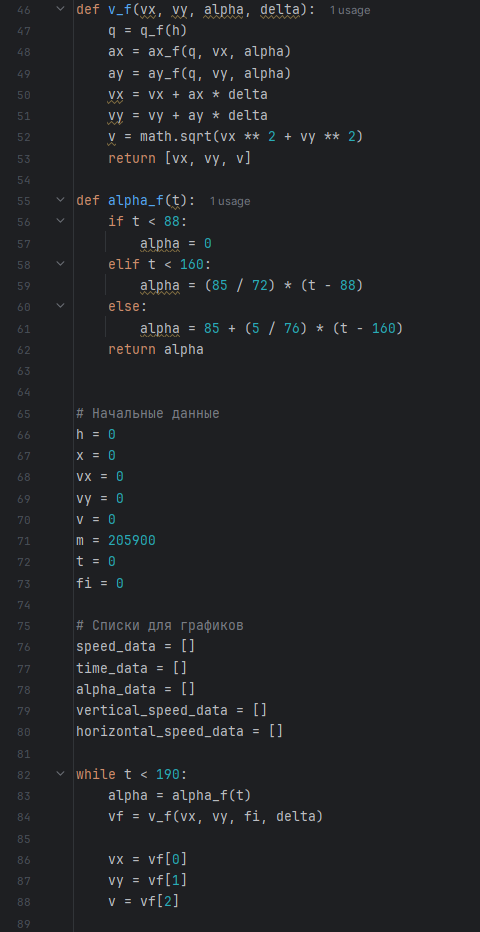 46 def v_f(vx, vy, alpha, delta): 1 usage
47     q = q_f(h)
48     ax = ax_f(q, vx, alpha)
49     ay = ay_f(q, vy, alpha)
50     vx = vx + ax * delta
51     vy = vy + ay * delta
52     v = math.sqrt(vx ** 2 + vy ** 2)
53     return [vx, vy, v]
54
55 def alpha_f(t): 1 usage
56     if t < 88:
57         alpha = 0
58     elif t < 160:
59         alpha = (85 / 72) * (t - 88)
60     else:
61         alpha = 85 + (5 / 76) * (t - 160)
62     return alpha
63
64
65 # Начальные данные
66 h = 0
67 x = 0
68 vx = 0
69 vy = 0
70 v = 0
71 m = 205900
72 t = 0
73 fi = 0
74
75 # Списки для графиков
76 speed_data = []
77 time_data = []
78 alpha_data = []
79 vertical_speed_data = []
80 horizontal_speed_data = []
81
82 while t < 190:
83     alpha = alpha_f(t)
84     vf = v_f(vx, vy, fi, delta)
85
86     vx = vf[0]
87     vy = vf[1]
88     v = vf[2]
89